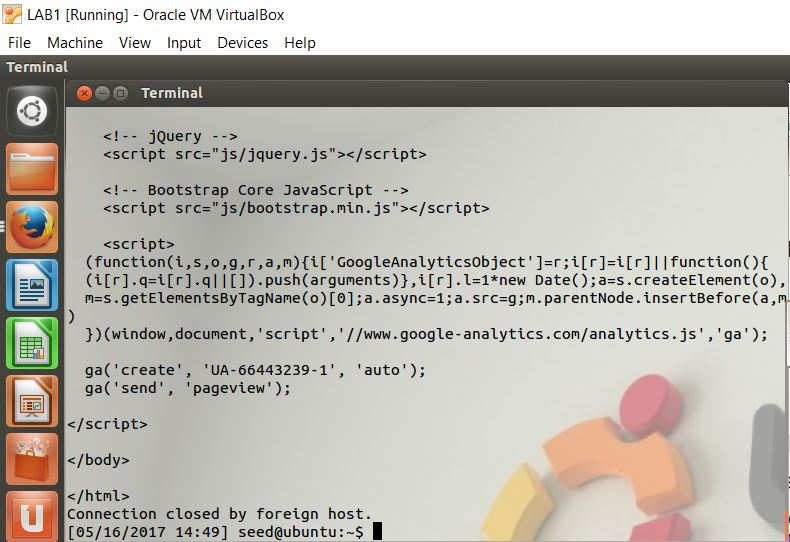 LAB1 [Running] - Oracle VM VirtualBox
File Machine View Input Devices Help
Terminal
Terminal
<!-- jQuery -->
<script src="js/jquery.js"></script>
<!-- Bootstrap Core JavaScript -->
<script src="js/bootstrap.min.js"></script>
<script>
(function(i,s,o,g,r,a,m){i['GoogleAnalyticsObject']=r;i[r]=i[r]||function(){
(i[r].q=i[r].q||[]).push(arguments)},i[r].l=1*new Date();a=s.createElement(o),
m=s.getElementsByTagName(o)[0];a.async=1;a.src=g;m.parentNode.insertBefore(a,m
)
})(window,document,'script','//www.google-analytics.com/analytics.js','ga');
ga('create', 'UA-66443239-1', 'auto');
ga('send', 'pageview');
</script>
</body>
</html>
Connection closed by foreign host.
[05/16/2017 14:49] seed@ubuntu:~$